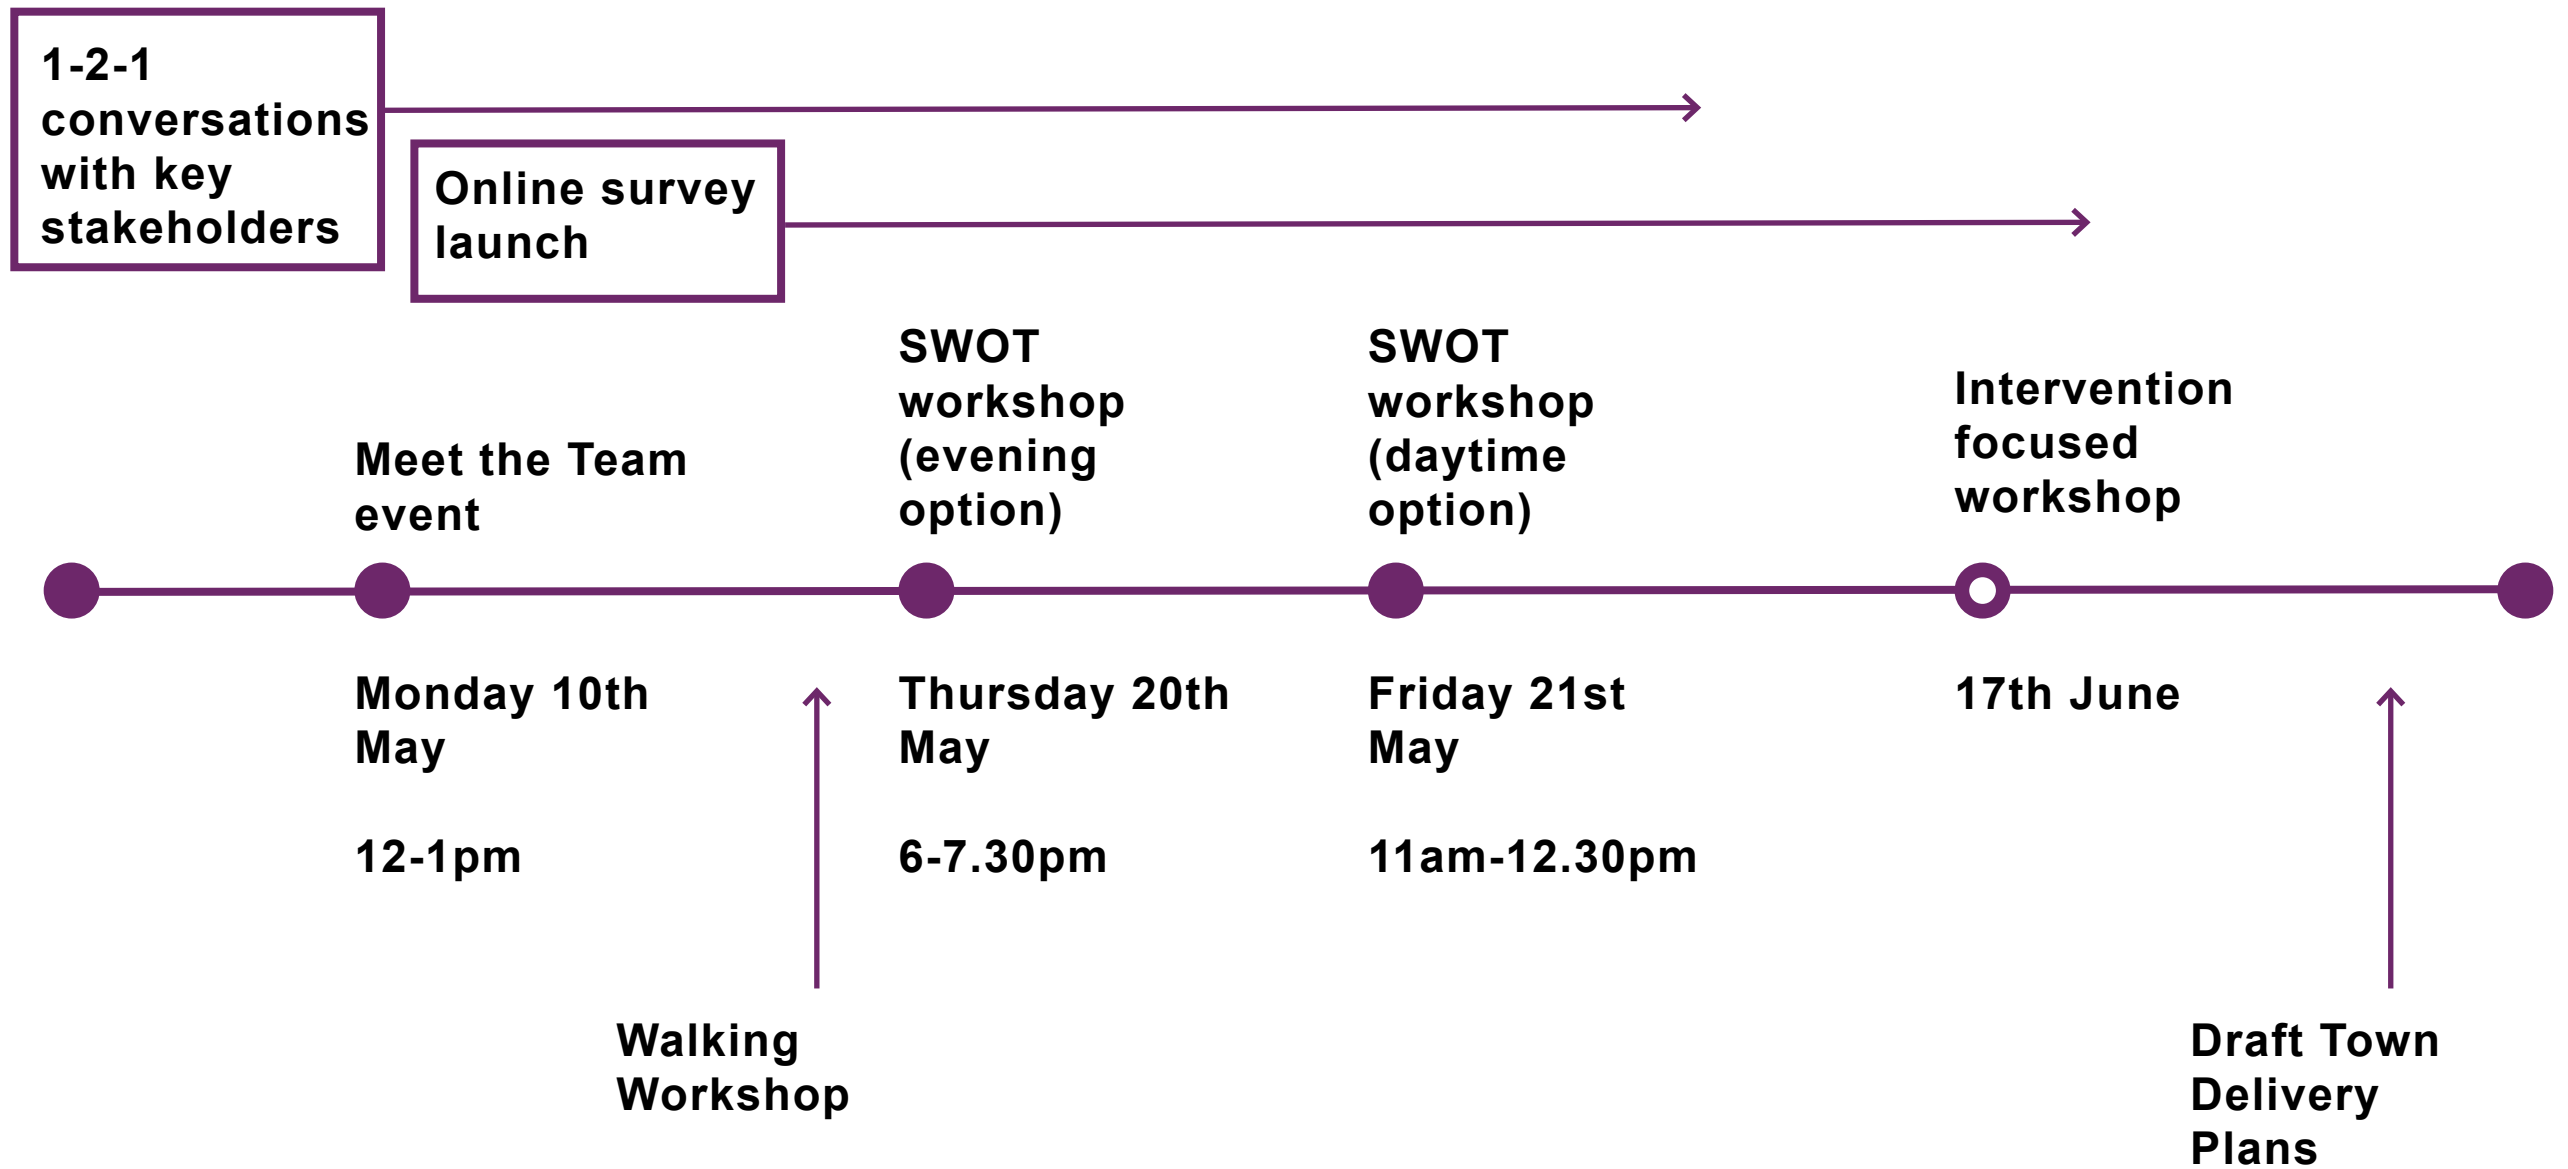 1-2-1
conversations
with key
stakeholders
Online survey
launch
Meet the Team
event
SWOT
workshop
(evening
option)
SWOT
workshop
(daytime
option)
Intervention
focused
workshop
Monday 10th
May
12-1pm
Thursday 20th
May
6-7.30pm
Friday 21st
May
11am-12.30pm
17th June
Walking
Workshop
Draft Town
Delivery
Plans